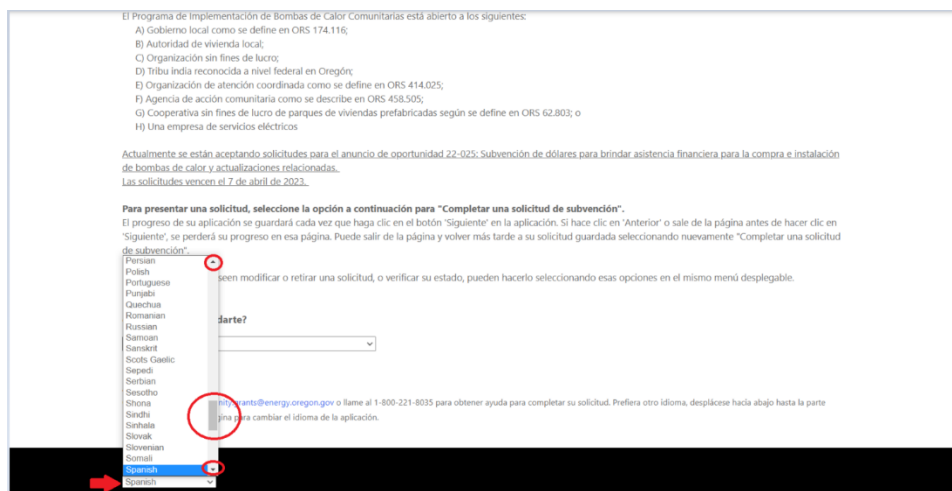 El Programa de Implementación de Bombas de Calor Comunitarias está abierto a los siguientes:
A) Gobierno local como se define en ORS 174.116;
B) Autoridad de vivienda local;
C) Organización sin fines de lucro;
D) Tribu india reconocida a nivel federal en Oregón;
E) Organización de atención coordinada como se define en ORS 414.025;
F) Agencia de acción comunitaria como se describe en ORS 458.505;
G) Cooperativa sin fines de lucro de parques de viviendas prefabricadas según se define en ORS 62.803; o
H) Una empresa de servicios eléctricos
Actualmente se están aceptando solicitudes para el anuncio de oportunidad 22-025: Subvención de dólares para brindar asistencia financiera para la compra e instalación
de bombas de calor y actualizaciones relacionadas.
Las solicitudes vencen el 7 de abril de 2023.
Para presentar una solicitud, seleccione la opción a continuación para "Completar una solicitud de subvención".
El progreso de su aplicación se guardará cada vez que haga clic en el botón 'Siguiente' en la aplicación. Si hace clic en 'Anterior' o sale de la página antes de hacer clic en
'Siguiente', se perderá su progreso en esa página. Puede salir de la página y volver más tarde a su solicitud guardada seleccionando nuevamente "Completar una solicitud
de subvención".
seen modificar o retirar una solicitud, o verificar su estado, pueden hacerlo seleccionando esas opciones en el mismo menú desplegable.
darte?
grants@energy.oregon.gov o llame al 1-800-221-8035 para obtener ayuda para completar su solicitud. Prefiera otro idioma, desplácese hacia abajo hasta la parte
gina para cambiar el idioma de la aplicación.
Persian
Polish
Portuguese
Punjabi
Quechua
Romanian
Russian
Samoan
Sanskrit
Scots Gaelic
Sepedi
Serbian
Sesotho
Shona
Sindhi
Sinhala
Slovak
Slovenian
Somali
Spanish
Spanish